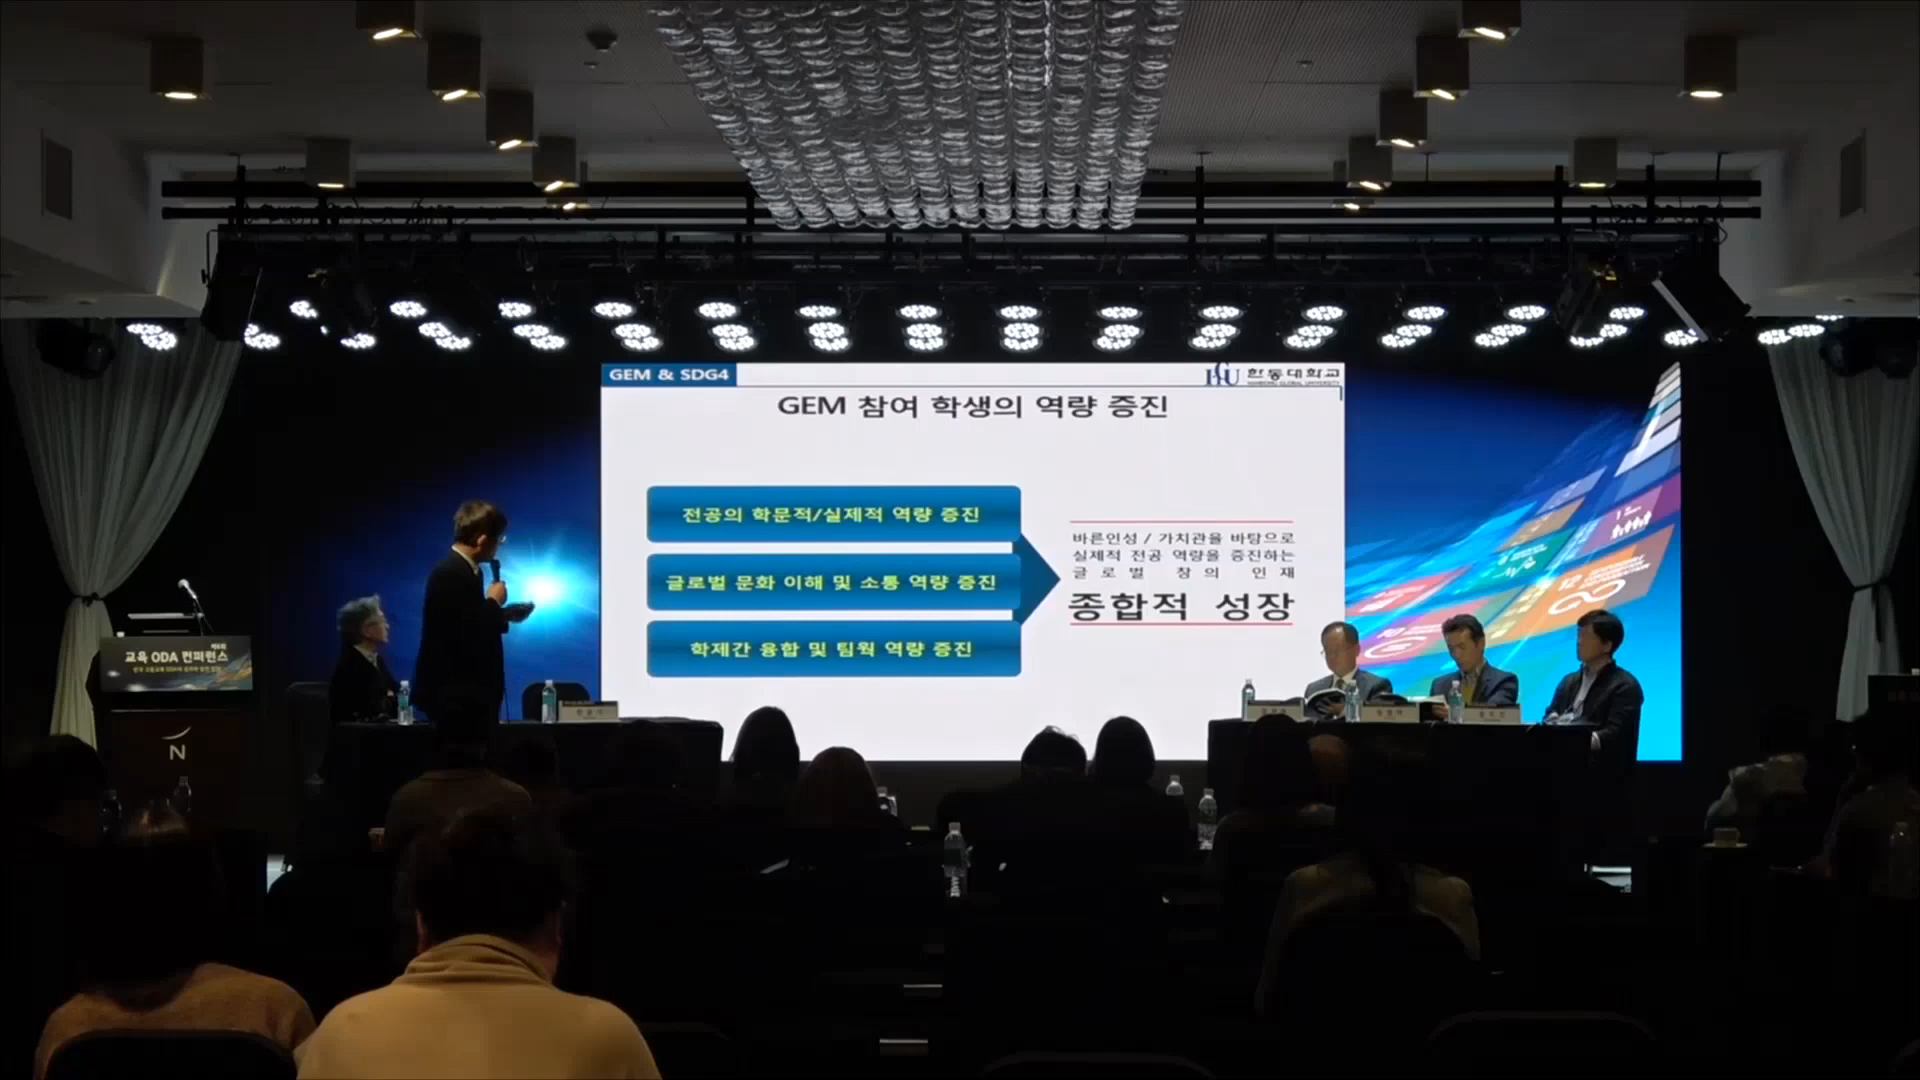 GEM & SDG4
한동대학교
HANDONG GLOBAL UNIVERSITY
GEM 참여 학생의 역량 증진
전공의 학문적/실제적 역량 증진
글로벌 문화 이해 및 소통 역량 증진
학제간 융합 및 팀웍 역량 증진
바른인성 / 가치관을 바탕으로
실제적 전공 역량을 증진하는
글로벌 창의 인재
종합적 성장
교육 ODA 컨퍼런스
N